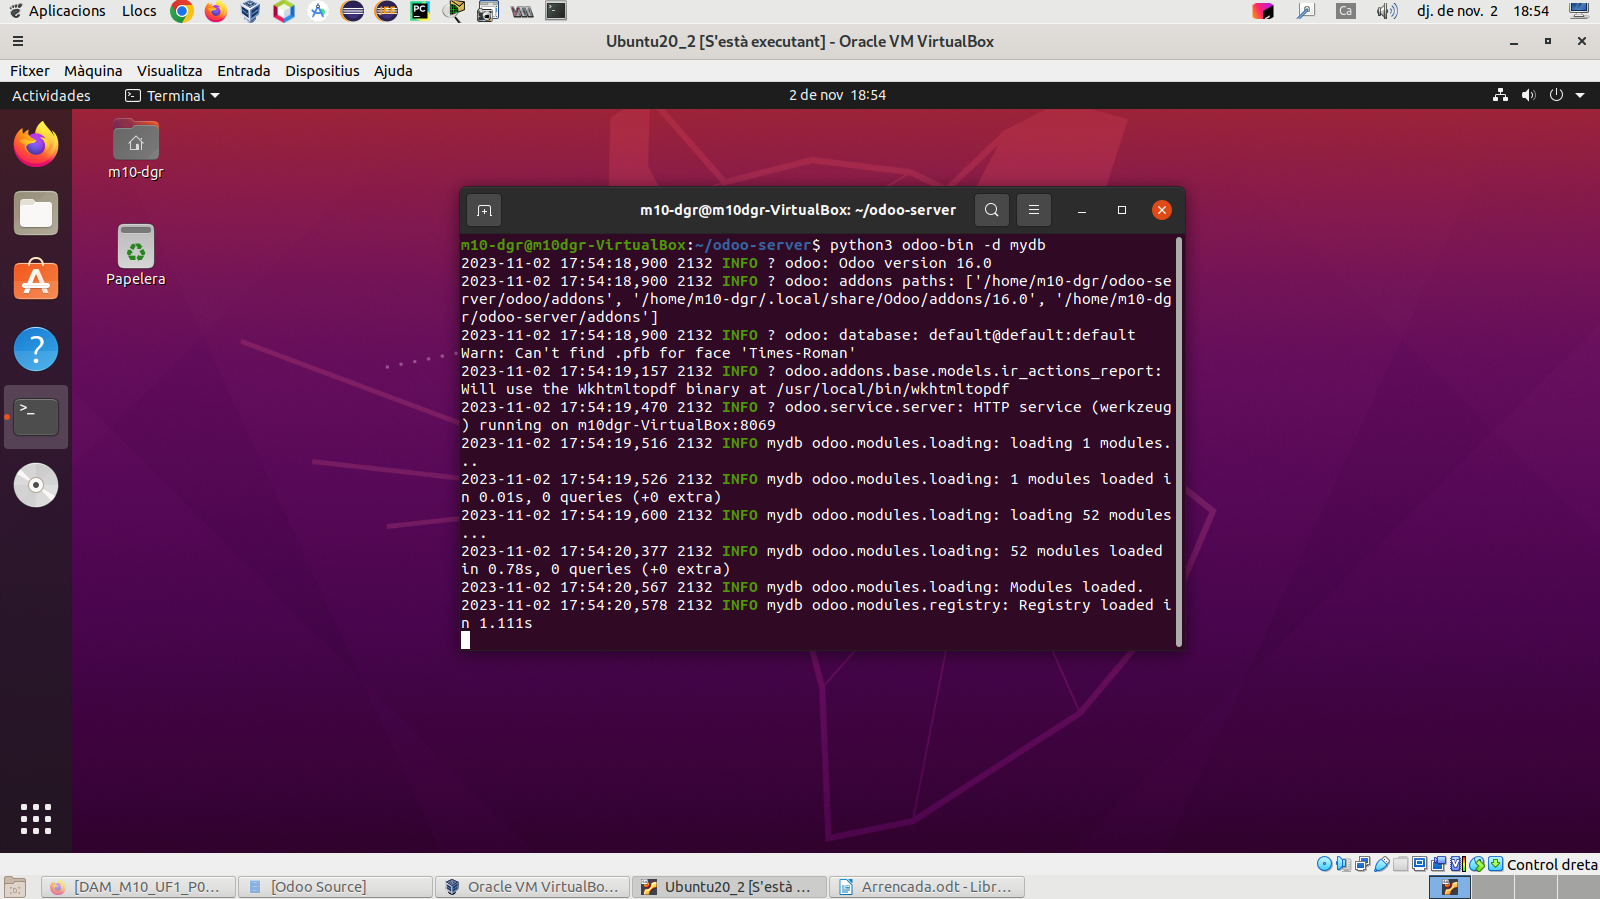 Aplicacions Llocs Ca dj. de nov. 2 18:54
Ubuntu20_2 [S'està executant] - Oracle VM VirtualBox
Fitxer Màquina Visualitza Entrada Dispositius Ajuda
Actividades Terminal 2 de nov 18:54
m10-dgr
Papelera
m10-dgr@m10dgr-VirtualBox: ~/odoo-server
m10-dgr@m10dgr-VirtualBox:~/odoo-server$ python3 odoo-bin -d mydb
2023-11-02 17:54:18,900 2132 INFO ? odoo: Odoo version 16.0
2023-11-02 17:54:18,900 2132 INFO ? odoo: addons paths: ['/home/m10-dgr/odoo-se
rver/odoo/addons', '/home/m10-dgr/.local/share/Odoo/addons/16.0', '/home/m10-dg
r/odoo-server/addons']
2023-11-02 17:54:18,900 2132 INFO ? odoo: database: default@default:default
Warn: Can't find .pfb for face 'Times-Roman'
2023-11-02 17:54:19,157 2132 INFO ? odoo.addons.base.models.ir_actions_report:
Will use the Wkhtmltopdf binary at /usr/local/bin/wkhtmltopdf
2023-11-02 17:54:19,470 2132 INFO ? odoo.service.server: HTTP service (werkzeug
) running on m10dgr-VirtualBox:8069
2023-11-02 17:54:19,516 2132 INFO mydb odoo.modules.loading: loading 1 modules.
..
2023-11-02 17:54:19,526 2132 INFO mydb odoo.modules.loading: 1 modules loaded i
n 0.01s, 0 queries (+0 extra)
2023-11-02 17:54:19,600 2132 INFO mydb odoo.modules.loading: loading 52 modules
...
2023-11-02 17:54:20,377 2132 INFO mydb odoo.modules.loading: 52 modules loaded
in 0.78s, 0 queries (+0 extra)
2023-11-02 17:54:20,567 2132 INFO mydb odoo.modules.loading: Modules loaded.
2023-11-02 17:54:20,578 2132 INFO mydb odoo.modules.registry: Registry loaded i
n 1.111s
Control dreta
[DAM_M10_UF1_P0... [Odoo Source] Oracle VM VirtualBo... Ubuntu20_2 [S'està ... Arrencada.odt - Libr...